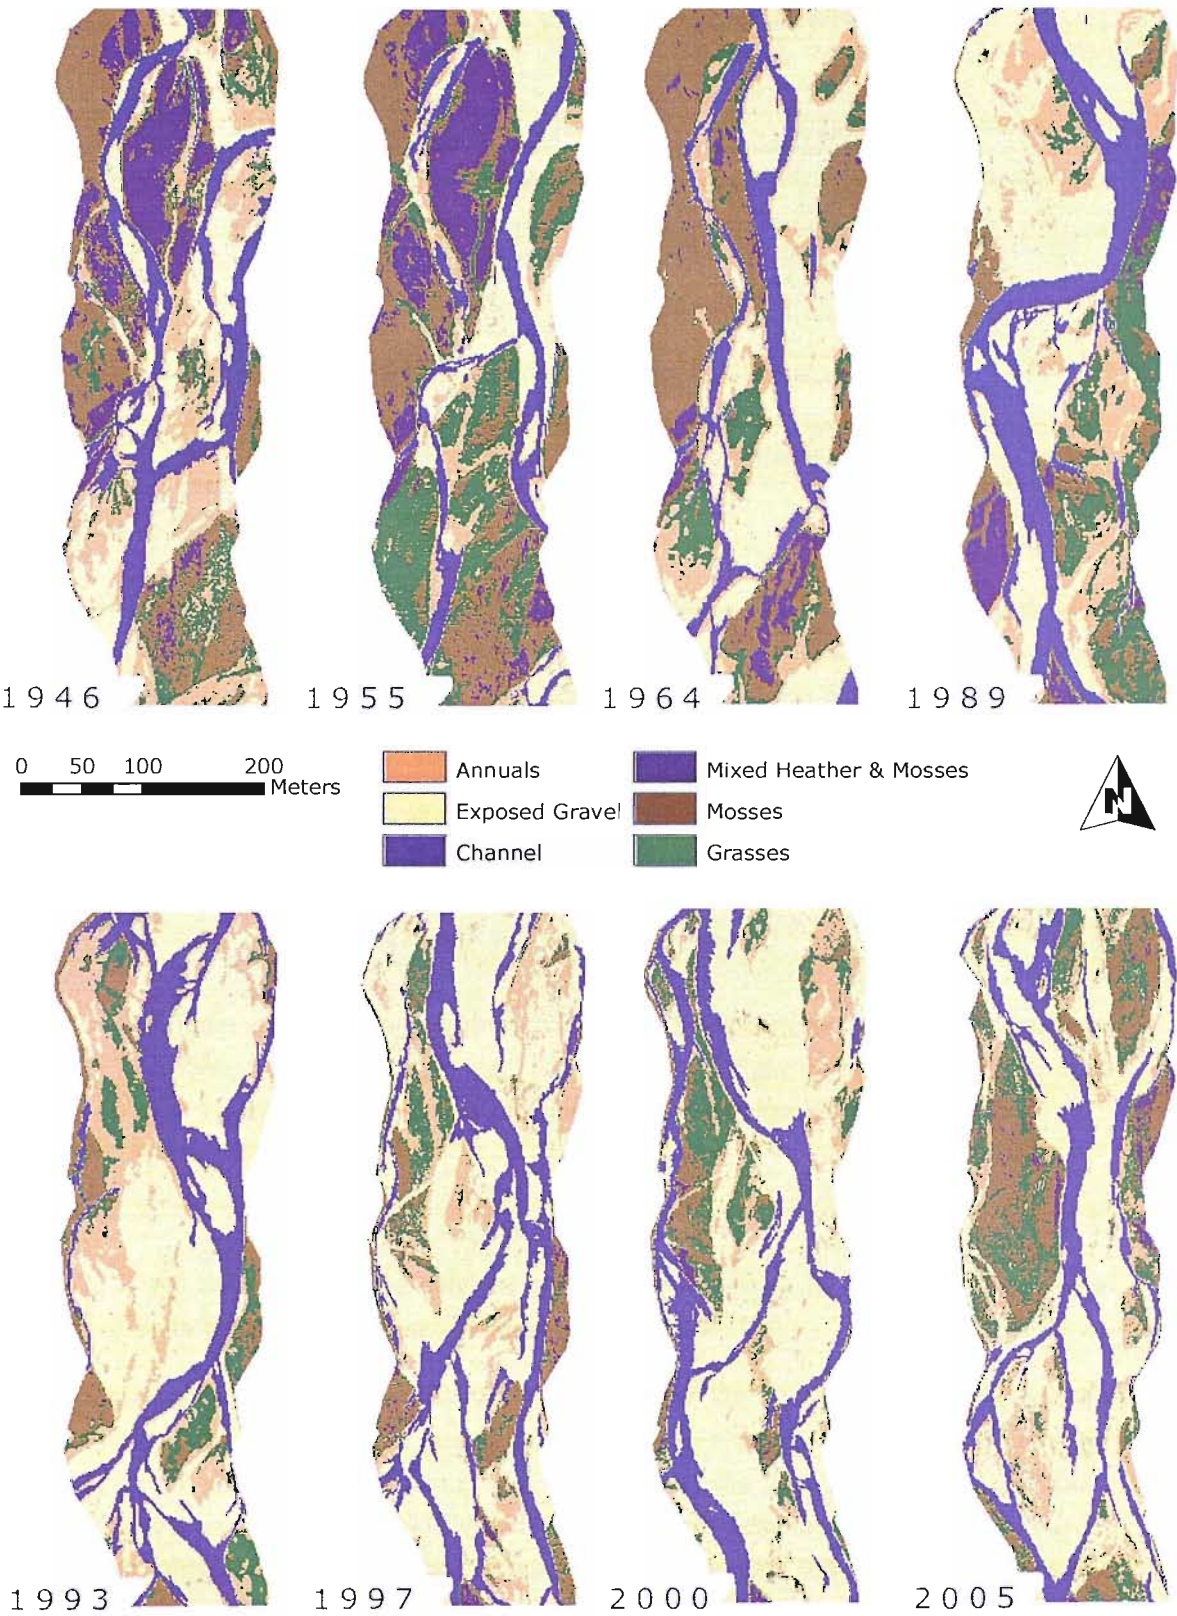 1946 1955 1964 1989
0 50 100 200
Meters
Annuals Mixed Heather & Mosses
Exposed Gravel Mosses
Channel Grasses
N
1993 1997 2000 2005